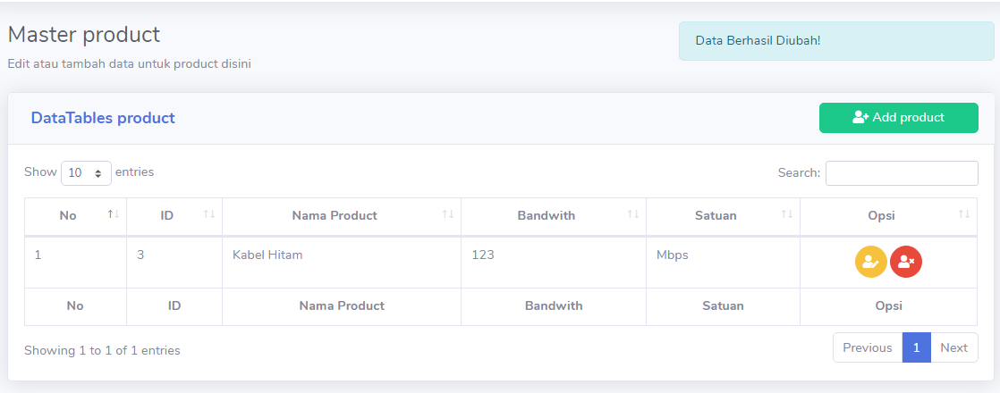 Master product
Data Berhasil Diubah!
Edit atau tambah data untuk product disini
DataTables product
Add product
Show 10 entries
Search:
No ID Nama Product Bandwith Satuan Opsi
1 3 Kabel Hitam 123 Mbps
No ID Nama Product Bandwith Satuan Opsi
Showing 1 to 1 of 1 entries
Previous 1 Next